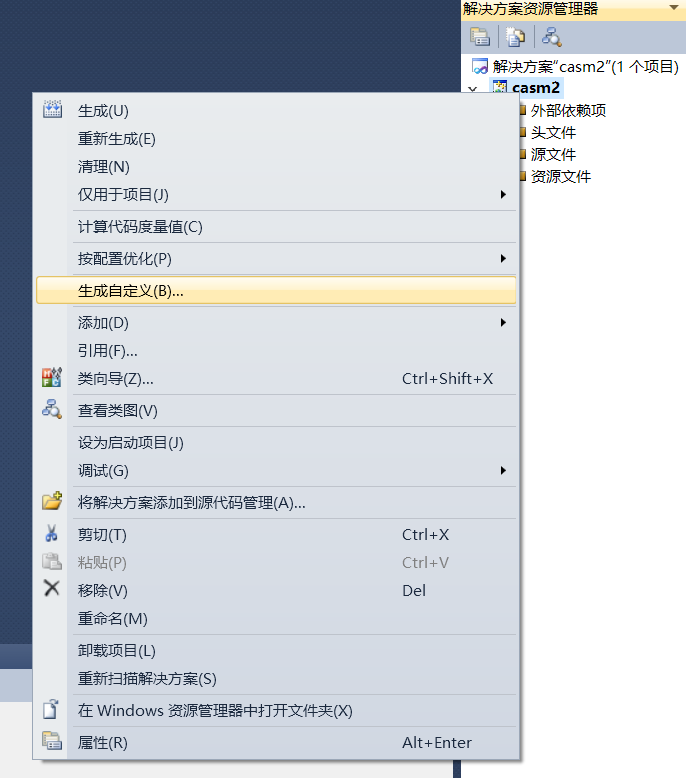 解决方案资源管理器
解决方案“casm2”(1 个项目)
casm2
外部依赖项
头文件
源文件
资源文件
生成(U)
重新生成(E)
清理(N)
仅用于项目(J)
计算代码度量值(C)
按配置优化(P)
生成自定义(B)...
添加(D)
引用(F)...
类向导(Z)... Ctrl+Shift+X
查看类图(V)
设为启动项目(J)
调试(G)
将解决方案添加到源代码管理(A)...
剪切(T) Ctrl+X
粘贴(P) Ctrl+V
移除(V) Del
重命名(M)
卸载项目(L)
重新扫描解决方案(S)
在 Windows 资源管理器中打开文件夹(X)
属性(R) Alt+Enter